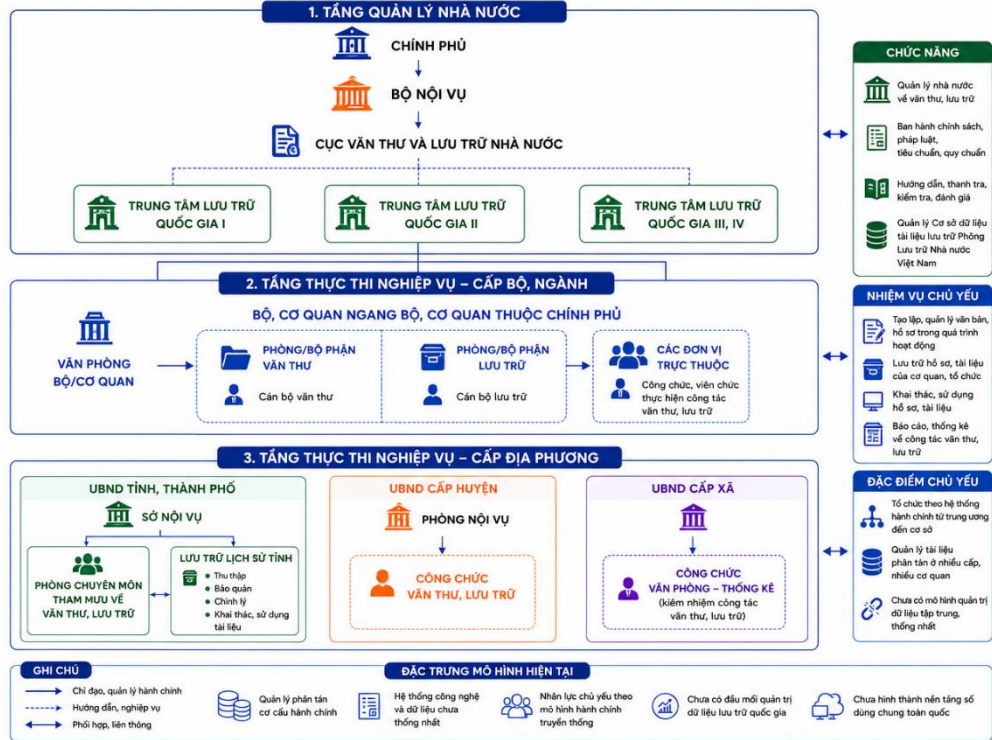 1. TẦNG QUẢN LÝ NHÀ NƯỚC
CHÍNH PHỦ
BỘ NỘI VỤ
CỤC VĂN THƯ VÀ LƯU TRỮ NHÀ NƯỚC
TRUNG TÂM LƯU TRỮ
QUỐC GIA I
TRUNG TÂM LƯU TRỮ
QUỐC GIA II
TRUNG TÂM LƯU TRỮ
QUỐC GIA III, IV
CHỨC NĂNG
Quản lý nhà nước
về văn thư, lưu trữ
Ban hành chính sách,
pháp luật,
tiêu chuẩn, quy chuẩn
Hướng dẫn, thanh tra,
kiểm tra, đánh giá
Quản lý Cơ sở dữ liệu
tài liệu lưu trữ Phông
Lưu trữ Nhà nước
Việt Nam
2. TẦNG THỰC THI NGHIỆP VỤ – CẤP BỘ, NGÀNH
BỘ, CƠ QUAN NGANG BỘ, CƠ QUAN THUỘC CHÍNH PHỦ
VĂN PHÒNG
BỘ/CƠ QUAN
PHÒNG/BỘ PHẬN
VĂN THƯ
Cán bộ văn thư
PHÒNG/BỘ PHẬN
LƯU TRỮ
Cán bộ lưu trữ
CÁC ĐƠN VỊ
TRỰC THUỘC
Công chức, viên chức
thực hiện công tác
văn thư, lưu trữ
NHIỆM VỤ CHỦ YẾU
Tạo lập, quản lý văn bản,
hồ sơ trong quá trình
hoạt động
Lưu trữ hồ sơ, tài liệu
của cơ quan, tổ chức
Khai thác, sử dụng
hồ sơ, tài liệu
Báo cáo, thống kê
về công tác văn thư,
lưu trữ
3. TẦNG THỰC THI NGHIỆP VỤ – CẤP ĐỊA PHƯƠNG
UBND TỈNH, THÀNH PHỐ
SỞ NỘI VỤ
PHÒNG CHUYÊN MÔN
THAM MƯU VỀ
VĂN THƯ, LƯU TRỮ
LƯU TRỮ LỊCH SỬ TỈNH
Thu thập
Bảo quản
Chỉnh lý
Khai thác, sử dụng
tài liệu
UBND CẤP HUYỆN
PHÒNG NỘI VỤ
CÔNG CHỨC
VĂN THƯ, LƯU TRỮ
UBND CẤP XÃ
CÔNG CHỨC
VĂN PHÒNG – THỐNG KÊ
(kiêm nhiệm công tác
văn thư, lưu trữ)
ĐẶC ĐIỂM CHỦ YẾU
Tổ chức theo hệ thống
hành chính từ trung ương
đến cơ sở
Quản lý tài liệu
phân tán ở nhiều cấp,
nhiều cơ quan
Chưa có mô hình quản trị
dữ liệu tập trung,
thống nhất
GHI CHÚ
Chỉ đạo, quản lý hành chính
Hướng dẫn, nghiệp vụ
Phối hợp, liên thông
ĐẶC TRƯNG MÔ HÌNH HIỆN TẠI
Quản lý phân tán
cơ cấu hành chính
Hệ thống công nghệ
và dữ liệu chưa
thống nhất
Nhân lực chủ yếu theo
mô hình hành chính
truyền thống
Chưa có đầu mối quản trị
dữ liệu lưu trữ quốc gia
Chưa hình thành nền tảng số
dùng chung toàn quốc